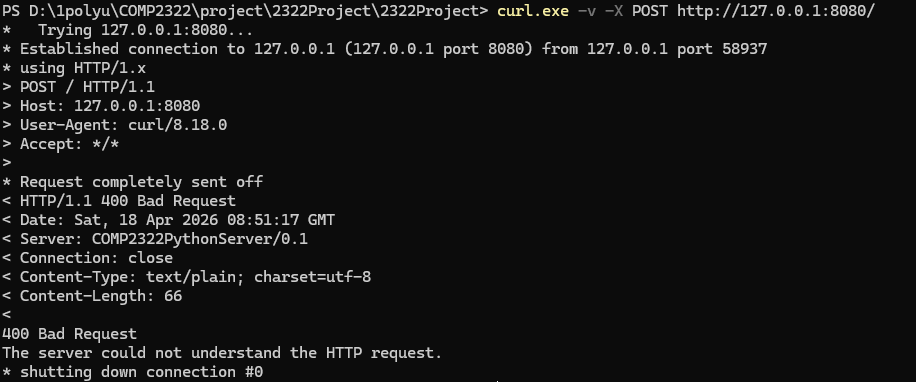 PS D:\1polyu\COMP2322\project\2322Project\2322Project> curl.exe -v -X POST http://127.0.0.1:8080/
*   Trying 127.0.0.1:8080...
* Established connection to 127.0.0.1 (127.0.0.1 port 8080) from 127.0.0.1 port 58937
* using HTTP/1.x
> POST / HTTP/1.1
> Host: 127.0.0.1:8080
> User-Agent: curl/8.18.0
> Accept: */*
>
* Request completely sent off
< HTTP/1.1 400 Bad Request
< Date: Sat, 18 Apr 2026 08:51:17 GMT
< Server: COMP2322PythonServer/0.1
< Connection: close
< Content-Type: text/plain; charset=utf-8
< Content-Length: 66
<
400 Bad Request
The server could not understand the HTTP request.
* shutting down connection #0